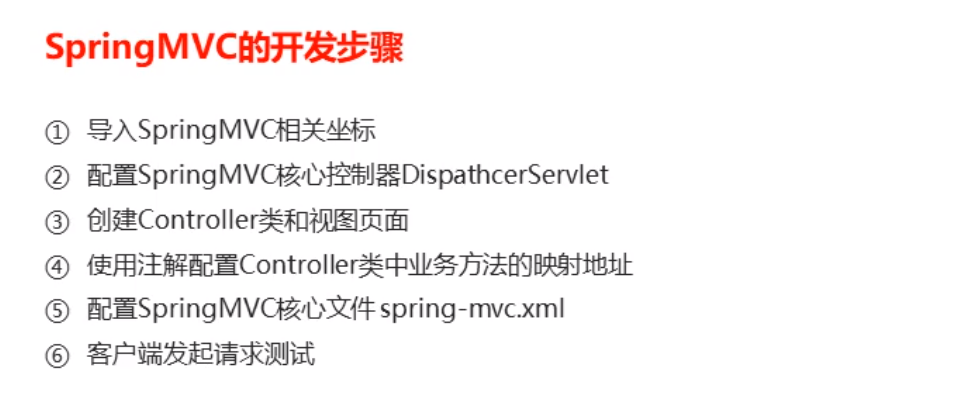 SpringMVC的开发步骤
① 导入SpringMVC相关坐标
② 配置SpringMVC核心控制器DispathcerServlet
③ 创建Controller类和视图页面
④ 使用注解配置Controller类中业务方法的映射地址
⑤ 配置SpringMVC核心文件 spring-mvc.xml
⑥ 客户端发起请求测试